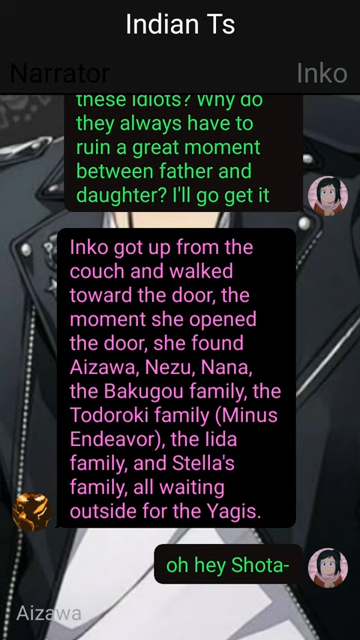 Indian Ts
Narrator
Inko
these idiots? Why do
they always have to
ruin a great moment
between father and
daughter? I'll go get it
Inko got up from the
couch and walked
toward the door, the
moment she opened
the door, she found
Aizawa, Nezu, Nana,
the Bakugou family, the
Todoroki family (Minus
Endeavor), the Iida
family, and Stella's
family, all waiting
outside for the Yagis.
oh hey Shota-
Aizawa